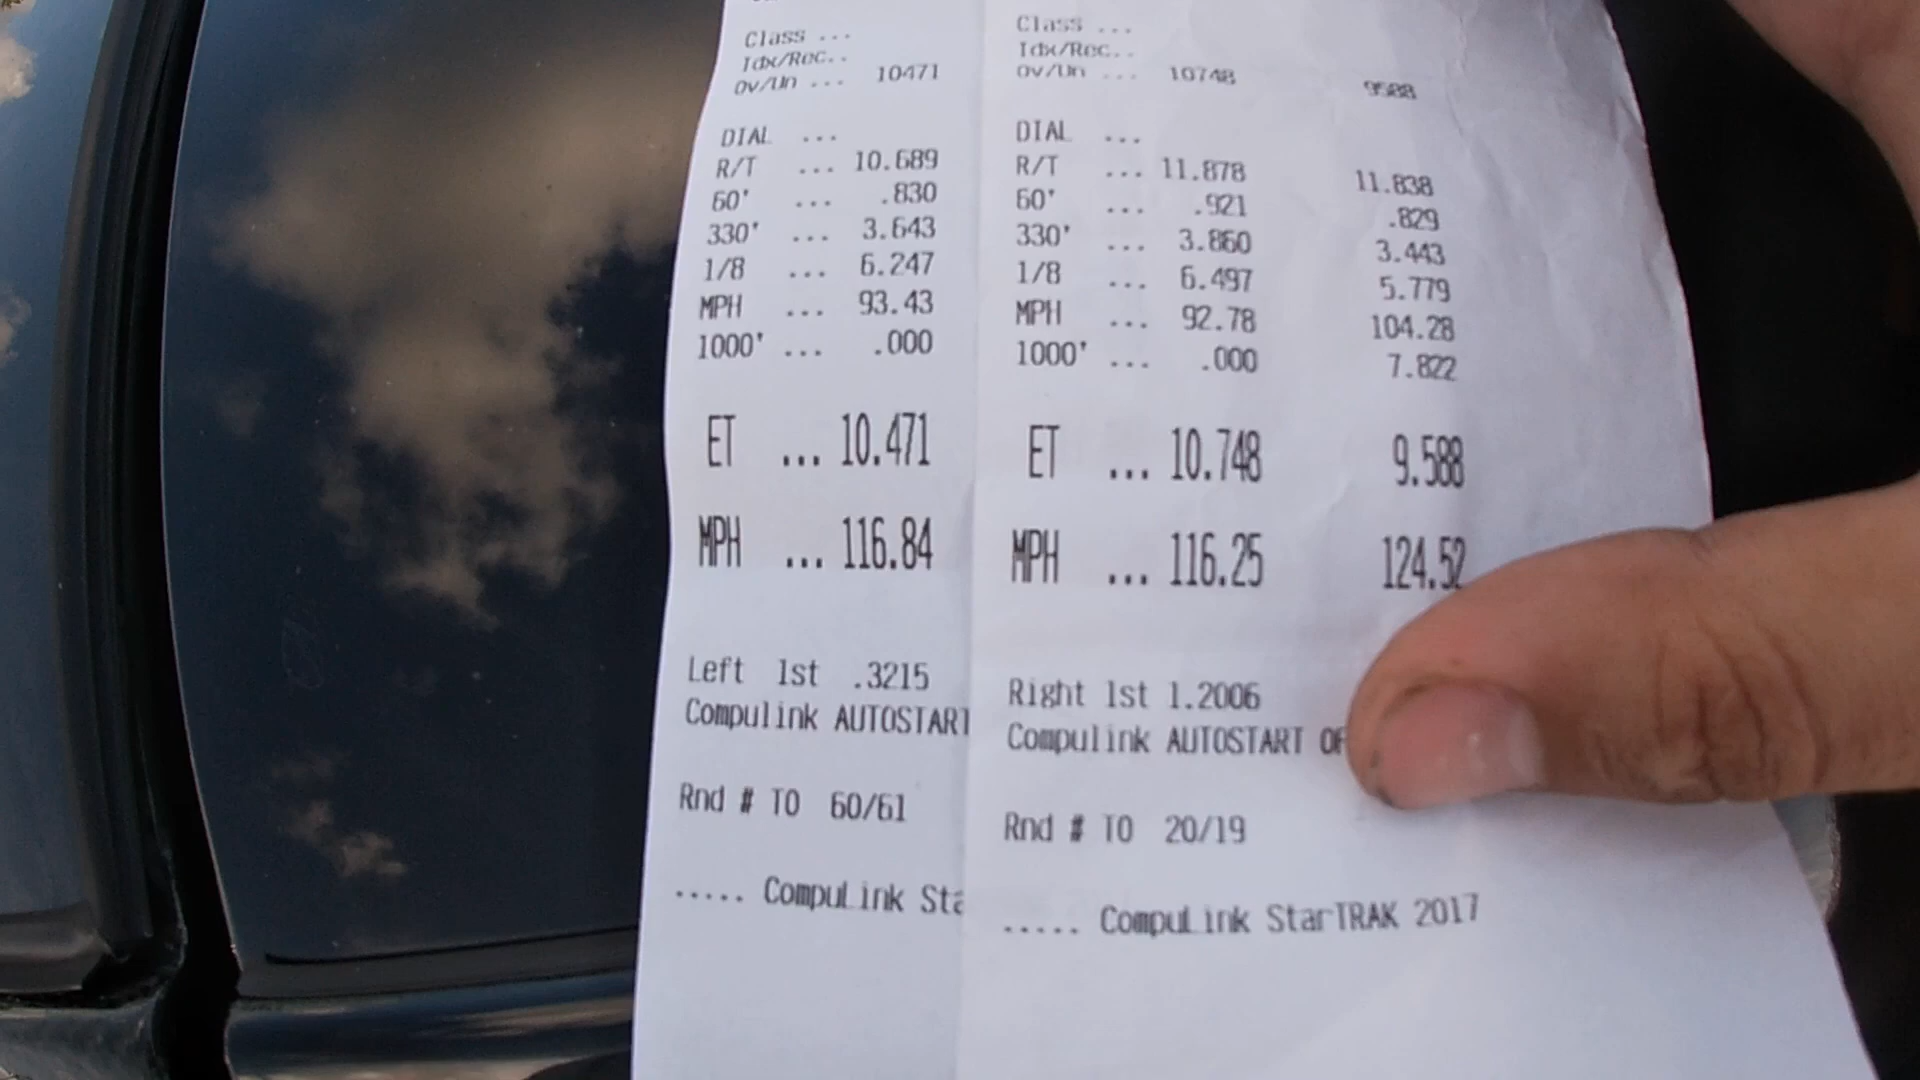 Class ...
Idx/Rec..
Ov/Un ... 10471
DIAL ...
R/T ... 10.689
60' ... .830
330' ... 3.643
1/8 ... 6.247
MPH ... 93.43
1000' ... .000
ET ... 10.471
MPH ... 116.84
Left 1st .3215
Compulink AUTOSTART
Rnd # TO 60/61
..... CompuLink Sta
Class ...
Idx/Rec..
Ov/Un ... 10748 9588
DIAL ...
R/T ... 11.878 11.838
60' ... .921 .829
330' ... 3.860 3.443
1/8 ... 6.497 5.779
MPH ... 92.78 104.28
1000' ... .000 7.822
ET ... 10.748 9.588
MPH ... 116.25 124.52
Right 1st 1.2006
Compulink AUTOSTART OF
Rnd # TO 20/19
..... CompuLink StarTRAK 2017